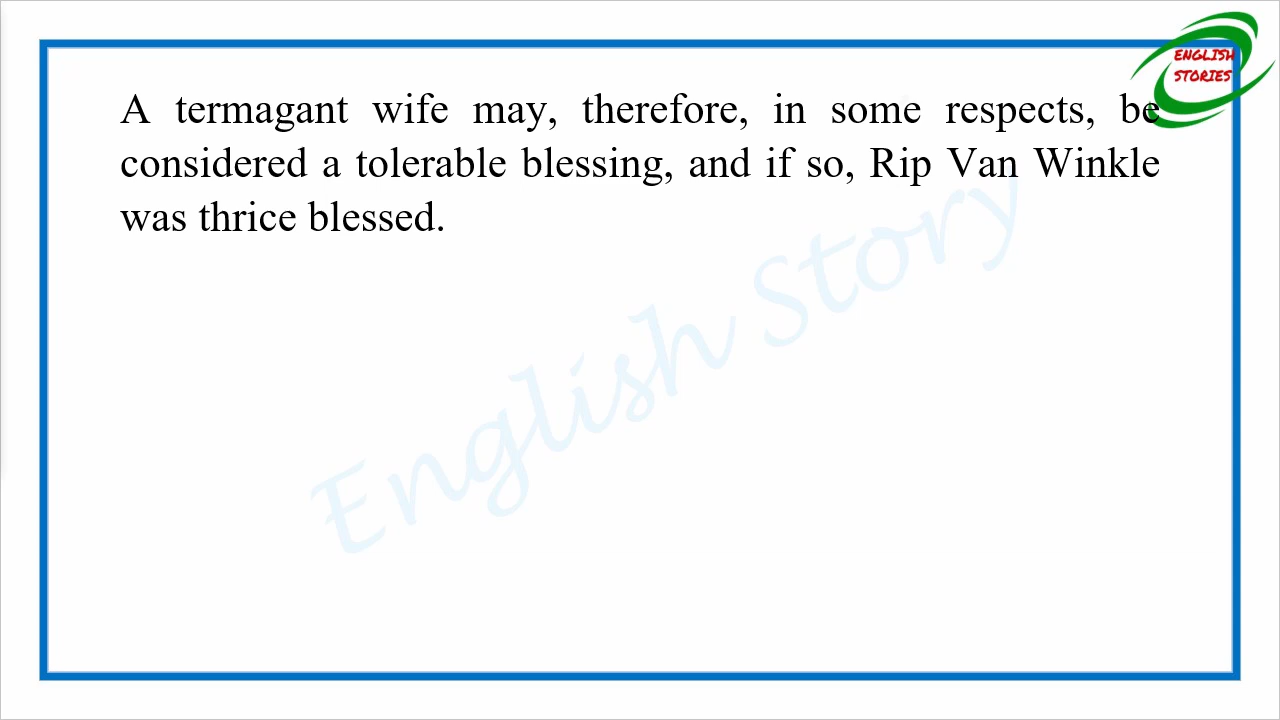 ENGLISH
STORIES
A termagant wife may, therefore, in some respects, be
considered a tolerable blessing, and if so, Rip Van Winkle
was thrice blessed.
English Story